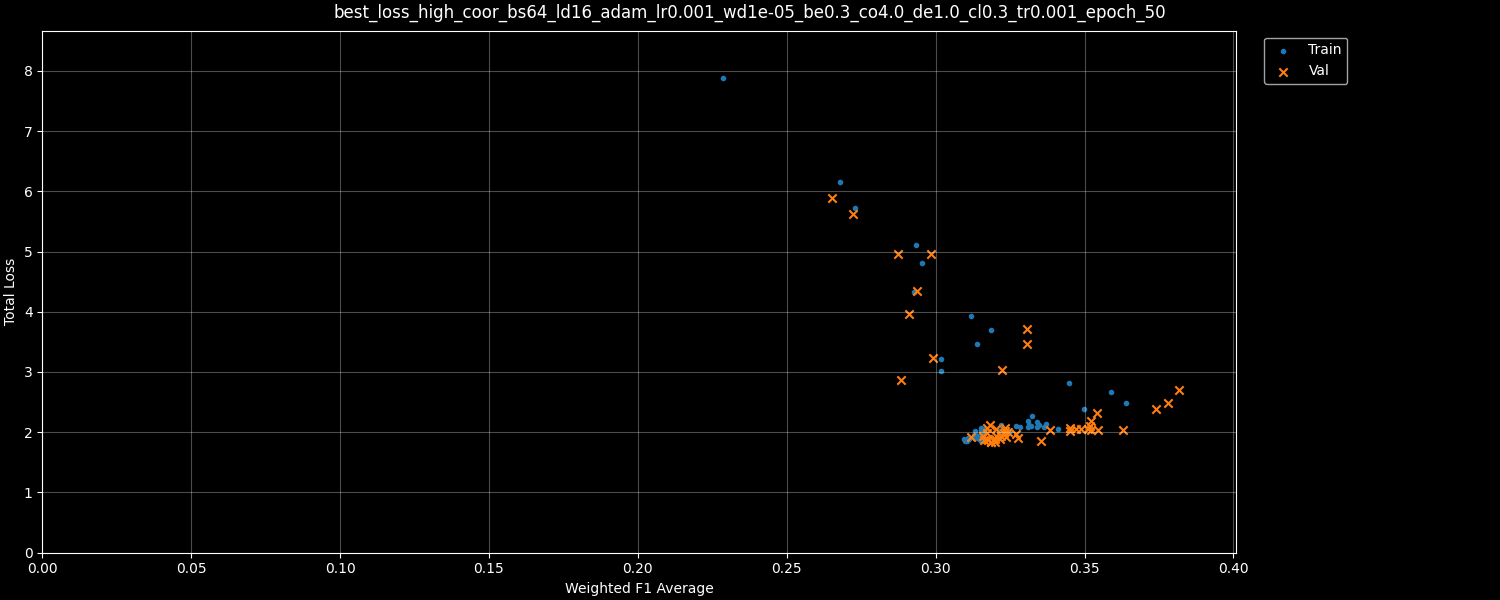 best_loss_high_coor_bs64_ld16_adam_lr0.001_wd1e-05_be0.3_co4.0_de1.0_cl0.3_tr0.001_epoch_50
Train
Val
8
7
6
5
4
3
2
1
0
Total Loss
0.00 0.05 0.10 0.15 0.20 0.25 0.30 0.35 0.40
Weighted F1 Average